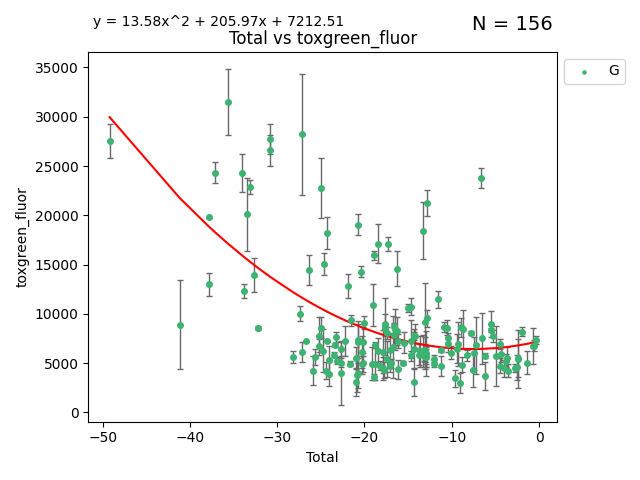 y = 13.58x^2 + 205.97x + 7212.51
N = 156
Total vs toxgreen_fluor
G
35000
30000
25000
20000
15000
10000
5000
0
toxgreen_fluor
−50 −40 −30 −20 −10 0
Total